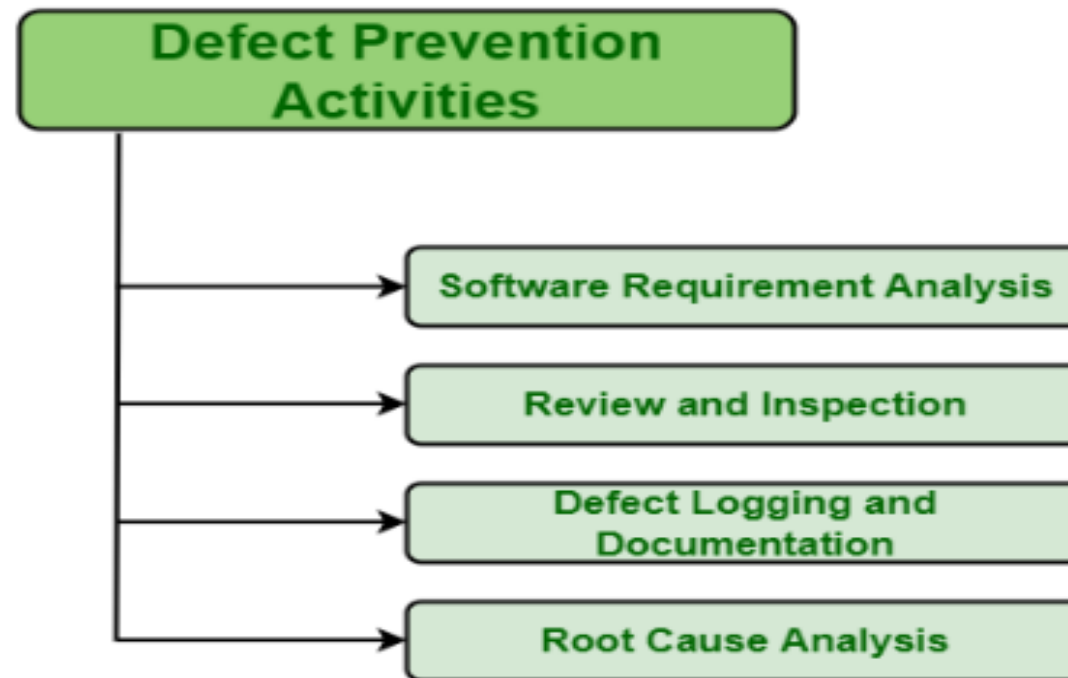 Defect Prevention
Activities
Software Requirement Analysis
Review and Inspection
Defect Logging and
Documentation
Root Cause Analysis